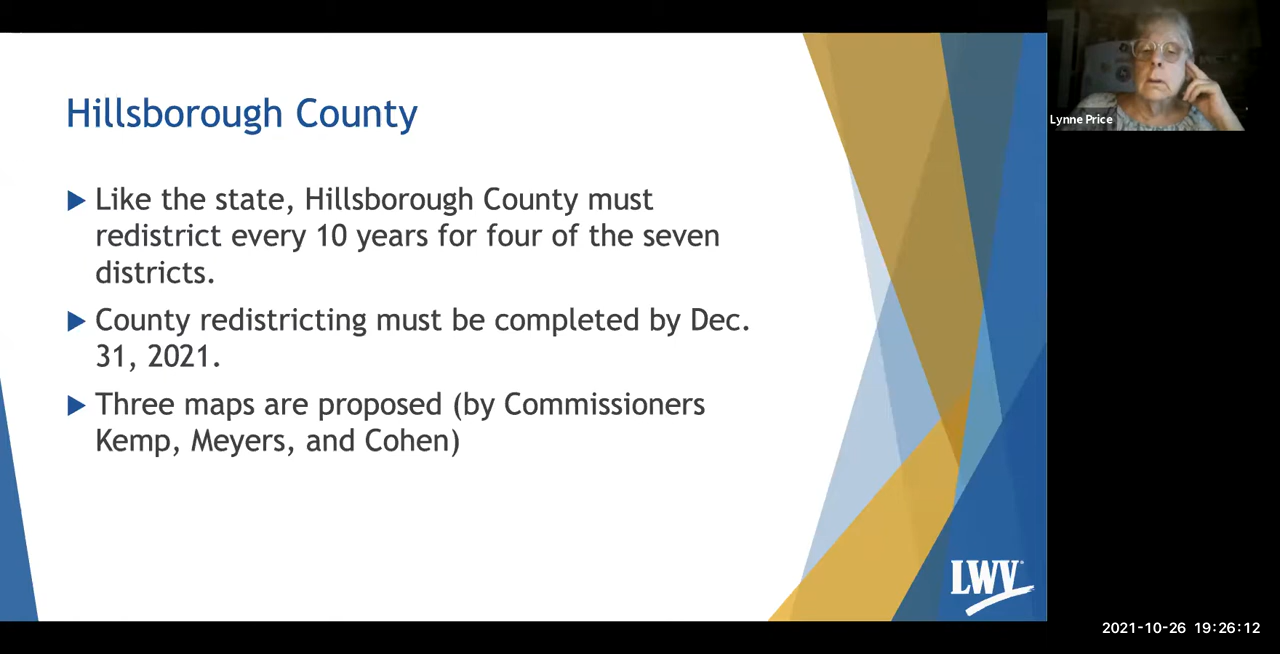 Hillsborough County
Like the state, Hillsborough County must
redistrict every 10 years for four of the seven
districts.
County redistricting must be completed by Dec.
31, 2021.
Three maps are proposed (by Commissioners
Kemp, Meyers, and Cohen)
LWV
Lynne Price
2021-10-26 19:26:12